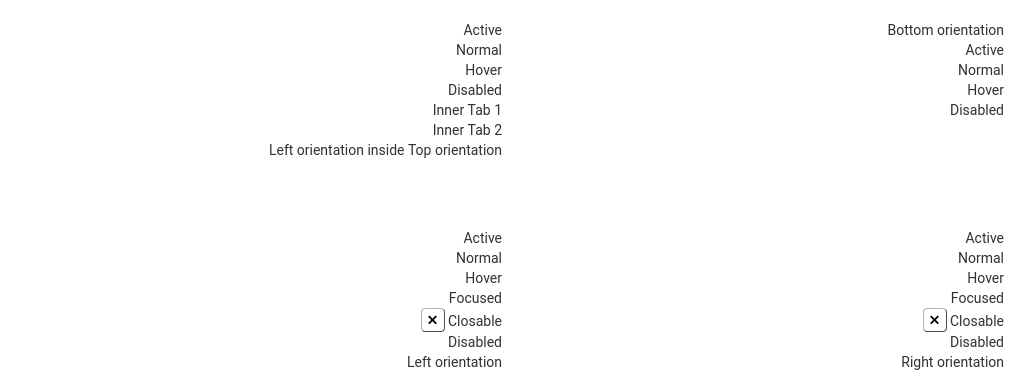 Active
Normal
Hover
Disabled
Inner Tab 1
Inner Tab 2
Left orientation inside Top orientation
Bottom orientation
Active
Normal
Hover
Disabled
Active
Normal
Hover
Focused
× Closable
Disabled
Left orientation
Active
Normal
Hover
Focused
× Closable
Disabled
Right orientation